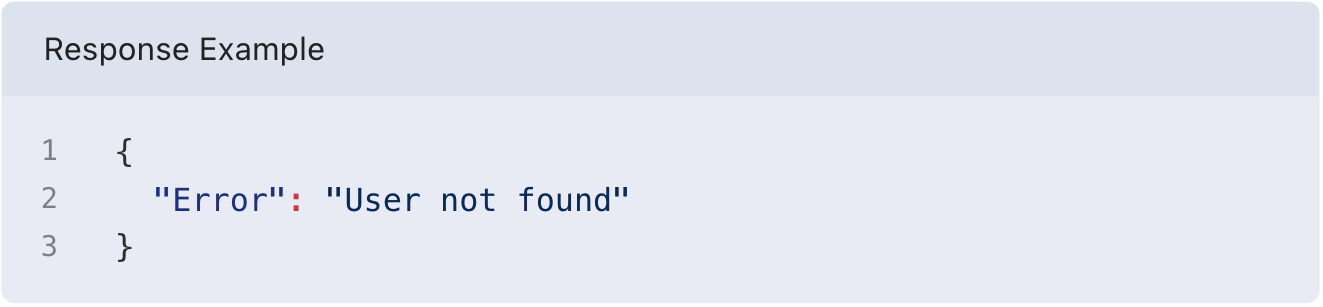 Response Example
1 {
2 "Error": "User not found"
3 }